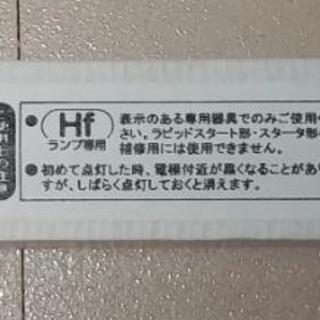 ● Hf ランプ専用 表示のある専用器具でのみご使用く
さい。ラピッドスタート形・スタータ形
補修用には使用できません。
● 初めて点灯した時、電極付近が黒くなることがあ
すが、しばらく点灯しておくと消えます。